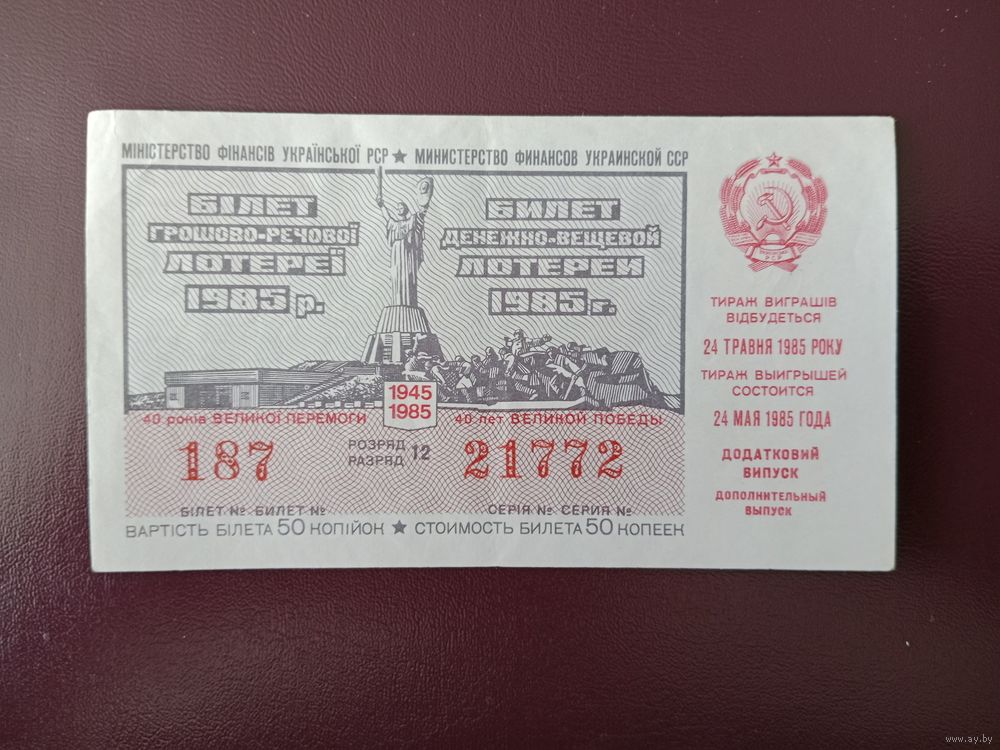 МІНІСТЕРСТВО ФІНАНСІВ УКРАЇНСЬКОЇ РСР ★ МИНИСТЕРСТВО ФИНАНСОВ УКРАИНСКОЙ ССР
БІЛЕТ
ГРОШОВО-РЕЧОВОЇ
ЛОТЕРЕЇ
1985 р.
БИЛЕТ
ДЕНЕЖНО-ВЕЩЕВОЙ
ЛОТЕРЕИ
1985 г.
1945
1985
40 років ВЕЛИКОЇ ПЕРЕМОГИ
40 лет ВЕЛИКОЙ ПОБЕДЫ
187
РОЗРЯД
РАЗРЯД 12
21772
БІЛЕТ № БИЛЕТ №
СЕРІЯ № СЕРИЯ №
ВАРТІСТЬ БІЛЕТА 50 КОПІЙОК ★ СТОИМОСТЬ БИЛЕТА 50 КОПЕЕК
ТИРАЖ ВИГРАШІВ
ВІДБУДЕТЬСЯ
24 ТРАВНЯ 1985 РОКУ
ТИРАЖ ВЫИГРЫШЕЙ
СОСТОИТСЯ
24 МАЯ 1985 ГОДА
ДОДАТКОВИЙ
ВИПУСК
ДОПОЛНИТЕЛЬНЫЙ
ВЫПУСК
www.ay.by